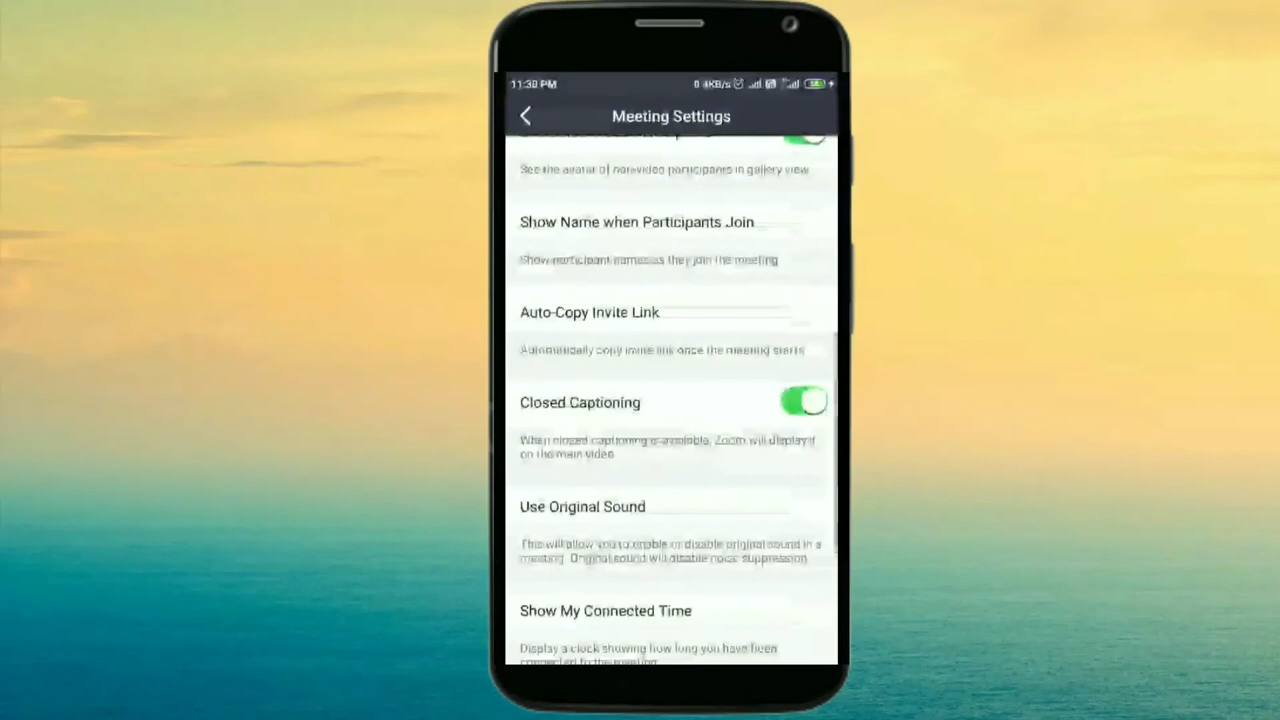 11:30 PM
0.4KB/s
Meeting Settings
See the avatar of non-video participants in gallery view
Show Name when Participants Join
Show participant names as they join the meeting
Auto-Copy Invite Link
Automatically copy invite link once the meeting starts
Closed Captioning
When closed captioning is available, Zoom will display it
on the main video
Use Original Sound
This will allow you to enable or disable original sound in a
meeting. Original sound will disable noise suppression
Show My Connected Time
Display a clock showing how long you have been
connected to the meeting